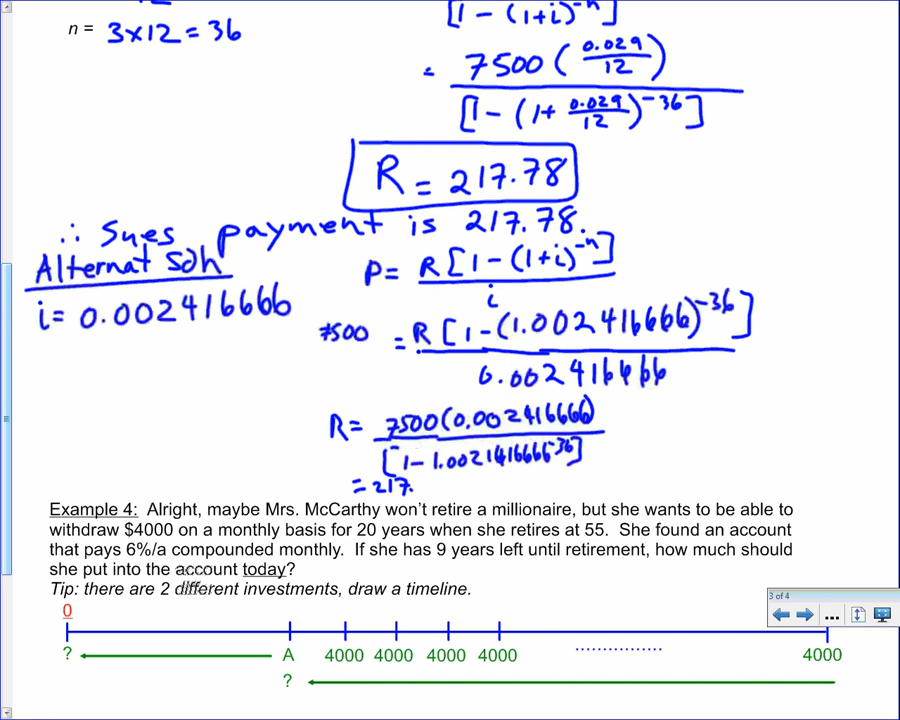 [1 - (1+i)^-n]
n = 3x12 = 36
= 7500 ( 0.029/12 )
[1 - (1+ 0.029/12 )^-36 ]
R = 217.78
∴ Sues payment is 217.78.
Alternat Soln
P = R [ 1 - (1+i)^-n ]
i
i = 0.002416666
7500 = R [ 1 - (1.002416666)^-36 ]
0.002416666
R = 7500(0.002416666)
[1 - 1.0021416666^-36]
= 217.
Example 4: Alright, maybe Mrs. McCarthy won't retire a millionaire, but she wants to be able to
withdraw $4000 on a monthly basis for 20 years when she retires at 55. She found an account
that pays 6%/a compounded monthly. If she has 9 years left until retirement, how much should
she put into the account today?
Tip: there are 2 different investments, draw a timeline.
3 of 4
0
? A 4000 4000 4000 4000 ................. 4000
?